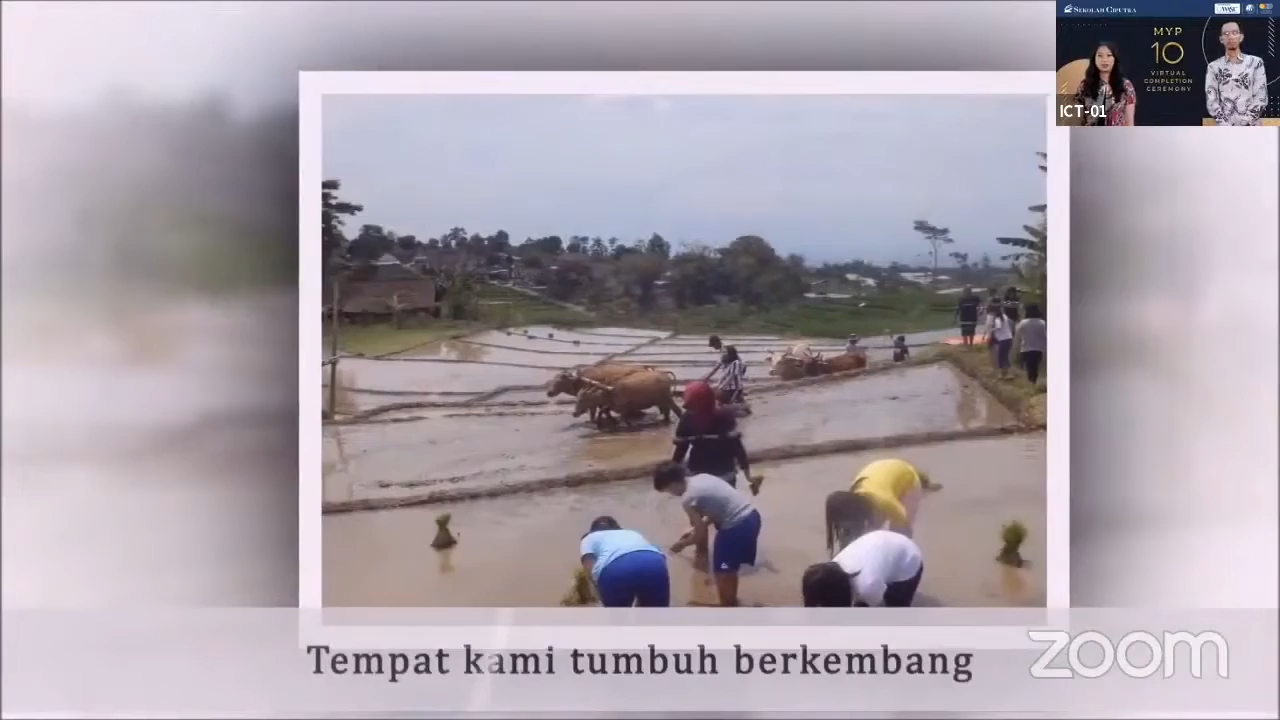 SEKOLAH CIPUTRA
MYP
10
VIRTUAL
COMPLETION
CEREMONY
ICT-01
Tempat kami tumbuh berkembang
zoom